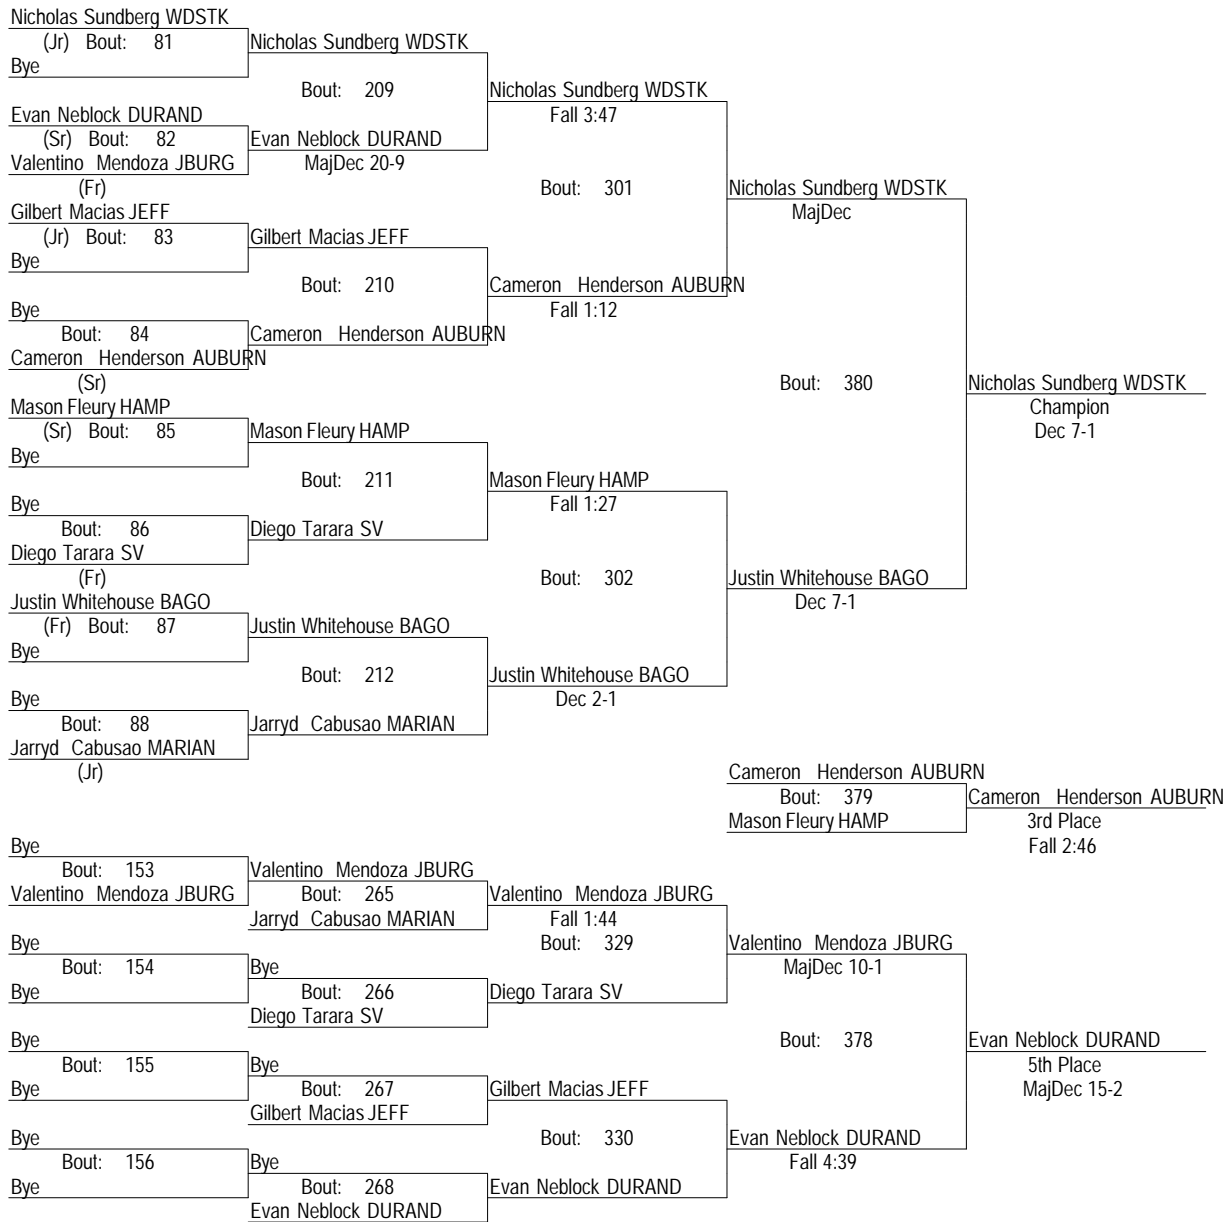 Nicholas Sundberg WDSTK
(Jr) Bout: 81
Bye
Nicholas Sundberg WDSTK
Bout: 209
Evan Neblock DURAND
(Sr) Bout: 82
Valentino Mendoza JBURG
(Fr)
Evan Neblock DURAND
MajDec 20-9
Nicholas Sundberg WDSTK
Fall 3:47
Bout: 301
Gilbert Macias JEFF
(Jr) Bout: 83
Bye
Gilbert Macias JEFF
Bout: 210
Bye
Bout: 84
Cameron Henderson AUBURN
(Sr)
Cameron Henderson AUBURN
Cameron Henderson AUBURN
Fall 1:12
Nicholas Sundberg WDSTK
MajDec
Bout: 380
Nicholas Sundberg WDSTK
Champion
Dec 7-1
Mason Fleury HAMP
(Sr) Bout: 85
Bye
Mason Fleury HAMP
Bout: 211
Bye
Bout: 86
Diego Tarara SV
(Fr)
Diego Tarara SV
Mason Fleury HAMP
Fall 1:27
Bout: 302
Justin Whitehouse BAGO
(Fr) Bout: 87
Bye
Justin Whitehouse BAGO
Bout: 212
Bye
Bout: 88
Jarryd Cabusao MARIAN
(Jr)
Jarryd Cabusao MARIAN
Justin Whitehouse BAGO
Dec 2-1
Justin Whitehouse BAGO
Dec 7-1
Cameron Henderson AUBURN
Bout: 379
Mason Fleury HAMP
Cameron Henderson AUBURN
3rd Place
Fall 2:46
Bye
Bout: 153
Valentino Mendoza JBURG
Valentino Mendoza JBURG
Bout: 265
Jarryd Cabusao MARIAN
Valentino Mendoza JBURG
Fall 1:44
Bout: 329
Bye
Bout: 154
Bye
Bye
Bout: 266
Diego Tarara SV
Diego Tarara SV
Valentino Mendoza JBURG
MajDec 10-1
Bout: 378
Bye
Bout: 155
Bye
Bye
Bout: 267
Gilbert Macias JEFF
Gilbert Macias JEFF
Bout: 330
Bye
Bout: 156
Bye
Bye
Bout: 268
Evan Neblock DURAND
Evan Neblock DURAND
Evan Neblock DURAND
Fall 4:39
Evan Neblock DURAND
5th Place
MajDec 15-2